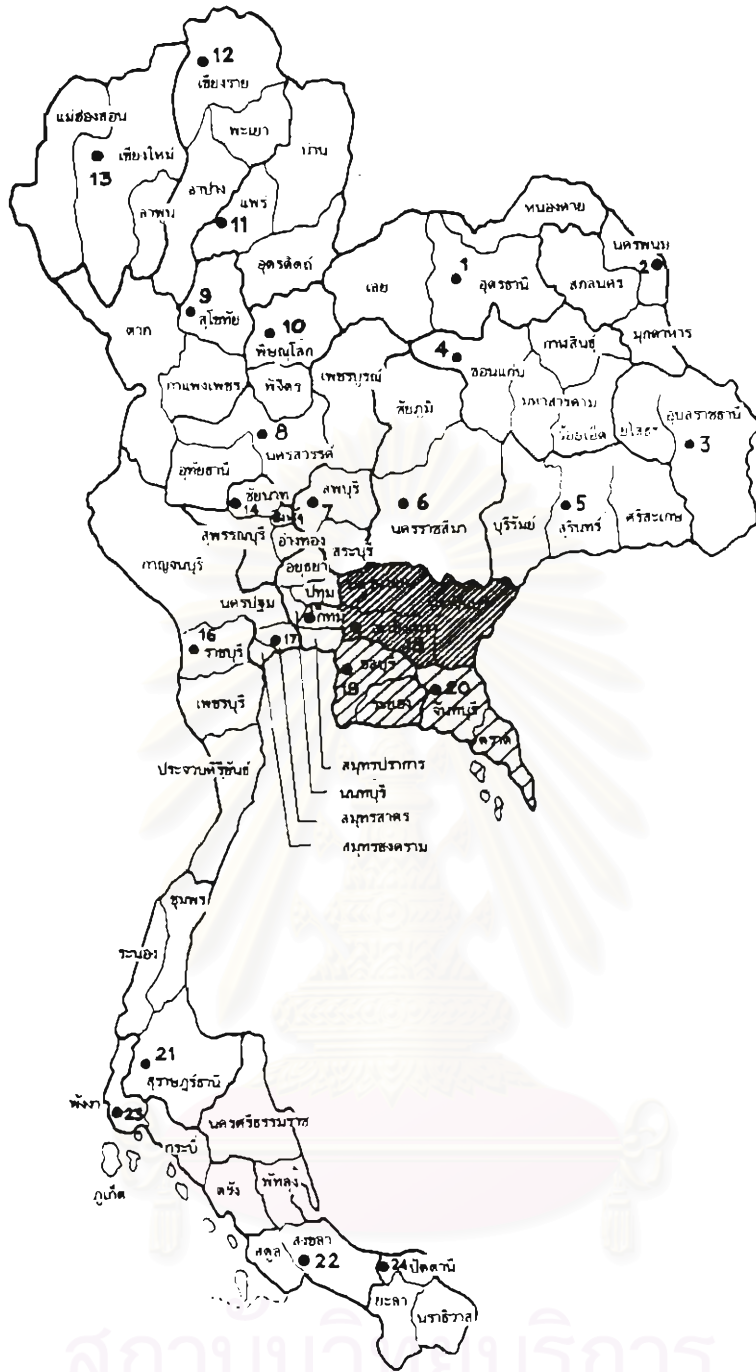 12
เชียงราย
แม่ฮ่องสอน
พะเยา
เชียงใหม่
น่าน
13
ลำปาง
แพร่
ลำพูน
11
หนองคาย
อุตรดิตถ์
นครพนม
1
2
เลย
อุดรธานี
สกลนคร
9
สุโขทัย
ตาก
10
พิษณุโลก
4
กาฬสินธุ์
มุกดาหาร
ขอนแก่น
เพชรบูรณ์
กำแพงเพชร
พิจิตร
มหาสารคาม
ชัยภูมิ
อุบลราชธานี
ร้อยเอ็ด
ยโสธร
8
นครสวรรค์
3
อุทัยธานี
ชัยนาท
ลพบุรี
14
7
6
5
นครราชสีมา
บุรีรัมย์
สุรินทร์
ศรีสะเกษ
สุพรรณบุรี
อ่างทอง
สระบุรี
กาญจนบุรี
อยุธยา
ปทุม
นครปฐม
กทม
16
ราชบุรี
17
ชลบุรี
19
20
จันทบุรี
เพชรบุรี
ระยอง
ตราด
สมุทรปราการ
ประจวบคีรีขันธ์
นนทบุรี
สมุทรสาคร
สมุทรสงคราม
ชุมพร
ระนอง
21
สุราษฎร์ธานี
พังงา
23
นครศรีธรรมราช
กระบี่
ภูเก็ต
ตรัง
พัทลุง
สงขลา
สตูล
22
24
ปัตตานี
ยะลา
นราธิวาส
สถาบันวิทยบริการ